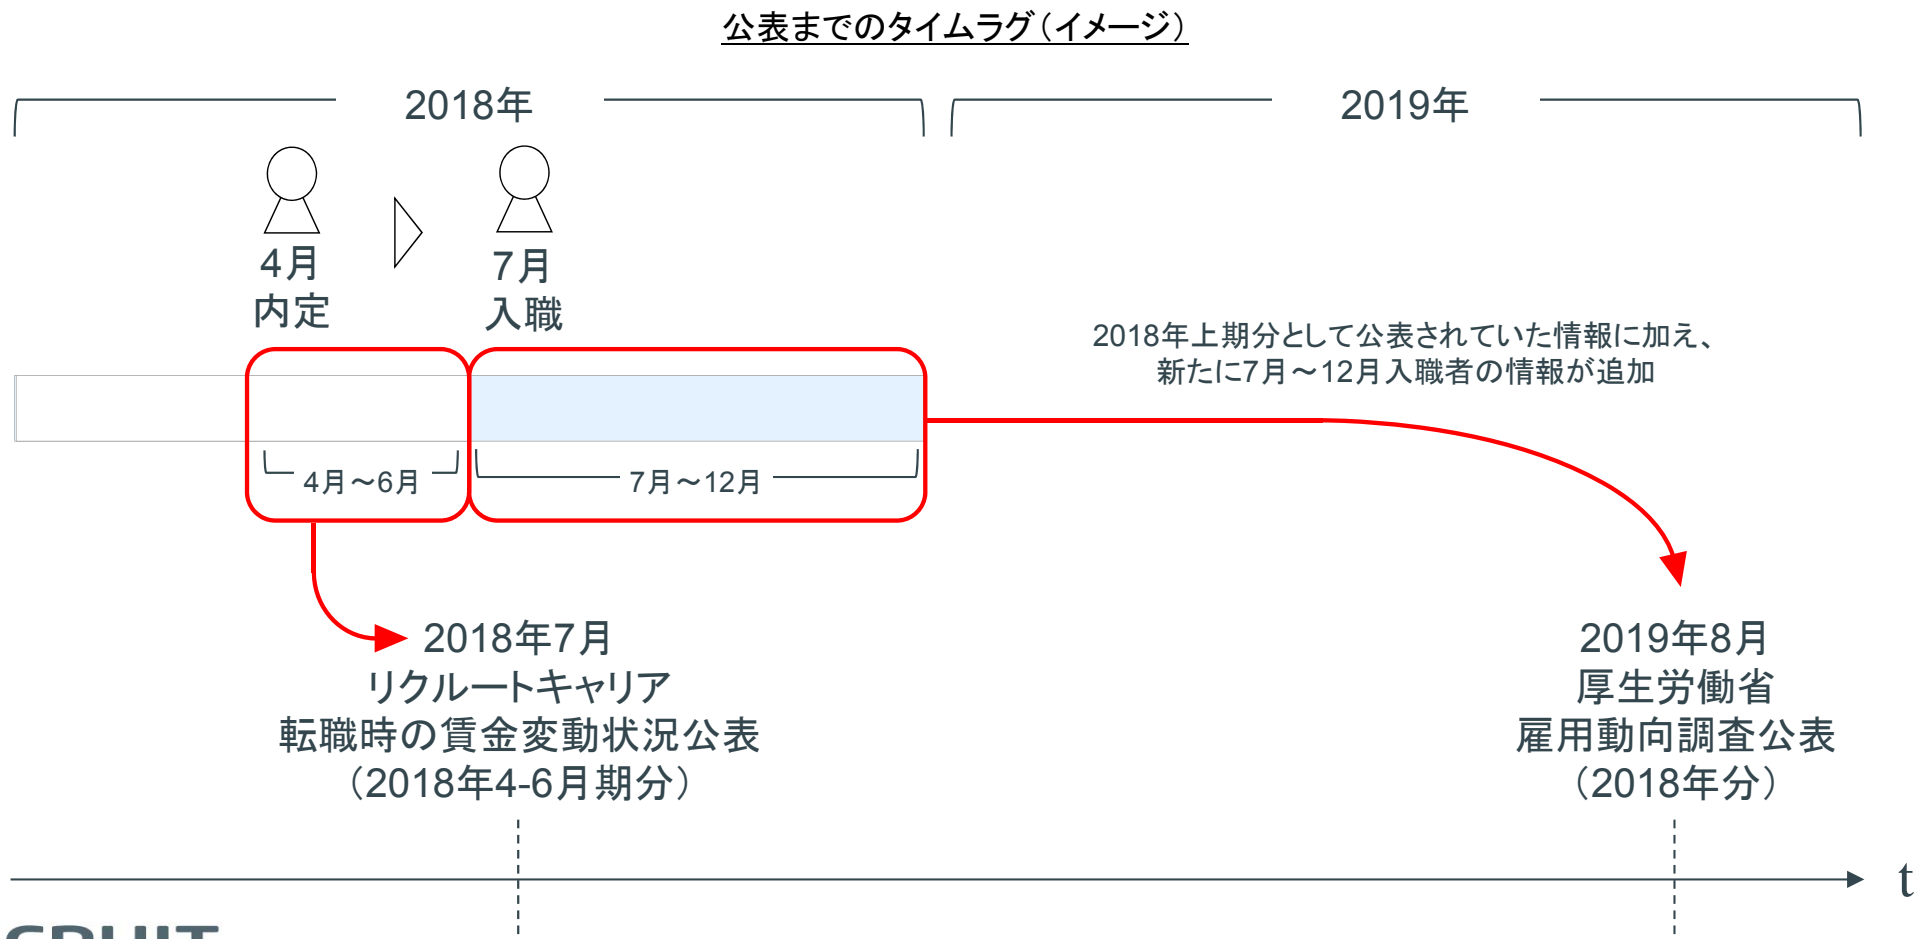 公表までのタイムラグ（イメージ）
2018年
2019年
4月
内定
7月
入職
2018年上期分として公表されていた情報に加え、
新たに7月～12月入職者の情報が追加
4月～6月
7月～12月
2018年7月
リクルートキャリア
転職時の賃金変動状況公表
（2018年4-6月期分）
2019年8月
厚生労働省
雇用動向調査公表
（2018年分）
t